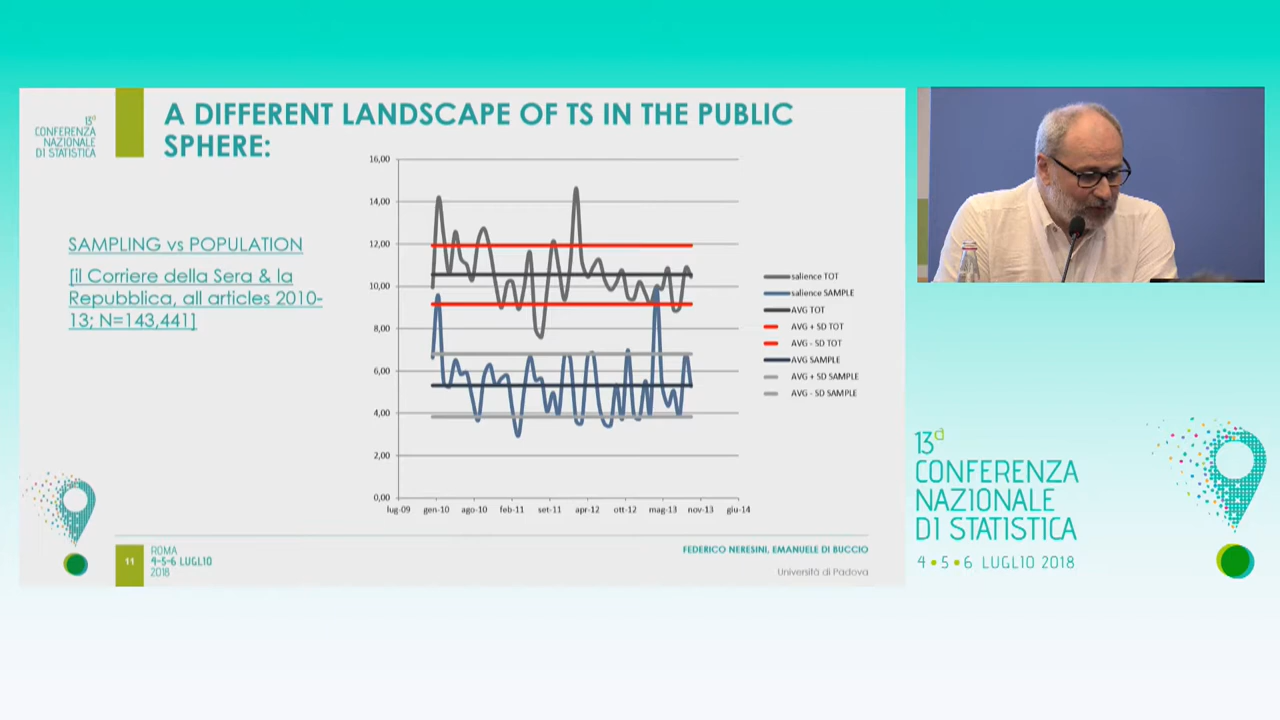 13ª
CONFERENZA
NAZIONALE
DI STATISTICA
A DIFFERENT LANDSCAPE OF TS IN THE PUBLIC
SPHERE:
SAMPLING vs POPULATION
[il Corriere della Sera & la
Repubblica, all articles 2010-
13; N=143,441]
16,00
14,00
12,00
10,00
8,00
6,00
4,00
2,00
0,00
lug-09 gen-10 ago-10 feb-11 set-11 apr-12 ott-12 mag-13 nov-13 giu-14
salience TOT
salience SAMPLE
AVG TOT
AVG + SD TOT
AVG - SD TOT
AVG SAMPLE
AVG + SD SAMPLE
AVG - SD SAMPLE
11
ROMA
4-5-6 LUGLIO
2018
FEDERICO NERESINI, EMANUELE DI BUCCIO
Università di Padova
13ª
CONFERENZA
NAZIONALE
DI STATISTICA
4 • 5 • 6 LUGLIO 2018